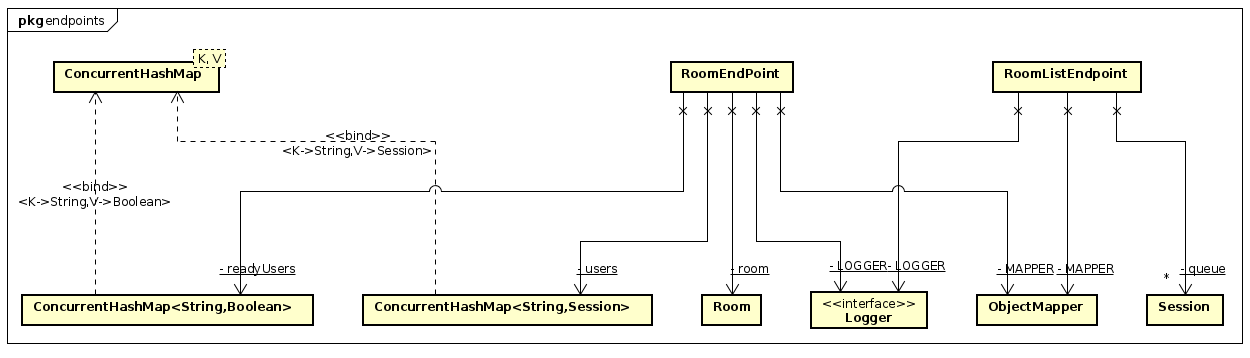 pkg endpoints
K, V
ConcurrentHashMap
RoomEndPoint
RoomListEndpoint
<<bind>>
<K->String,V->Session>
<<bind>>
<K->String,V->Boolean>
- readyUsers
- users
- room
- LOGGER
- LOGGER
- MAPPER
- MAPPER
*
- queue
ConcurrentHashMap<String,Boolean>
ConcurrentHashMap<String,Session>
Room
<<interface>>
Logger
ObjectMapper
Session